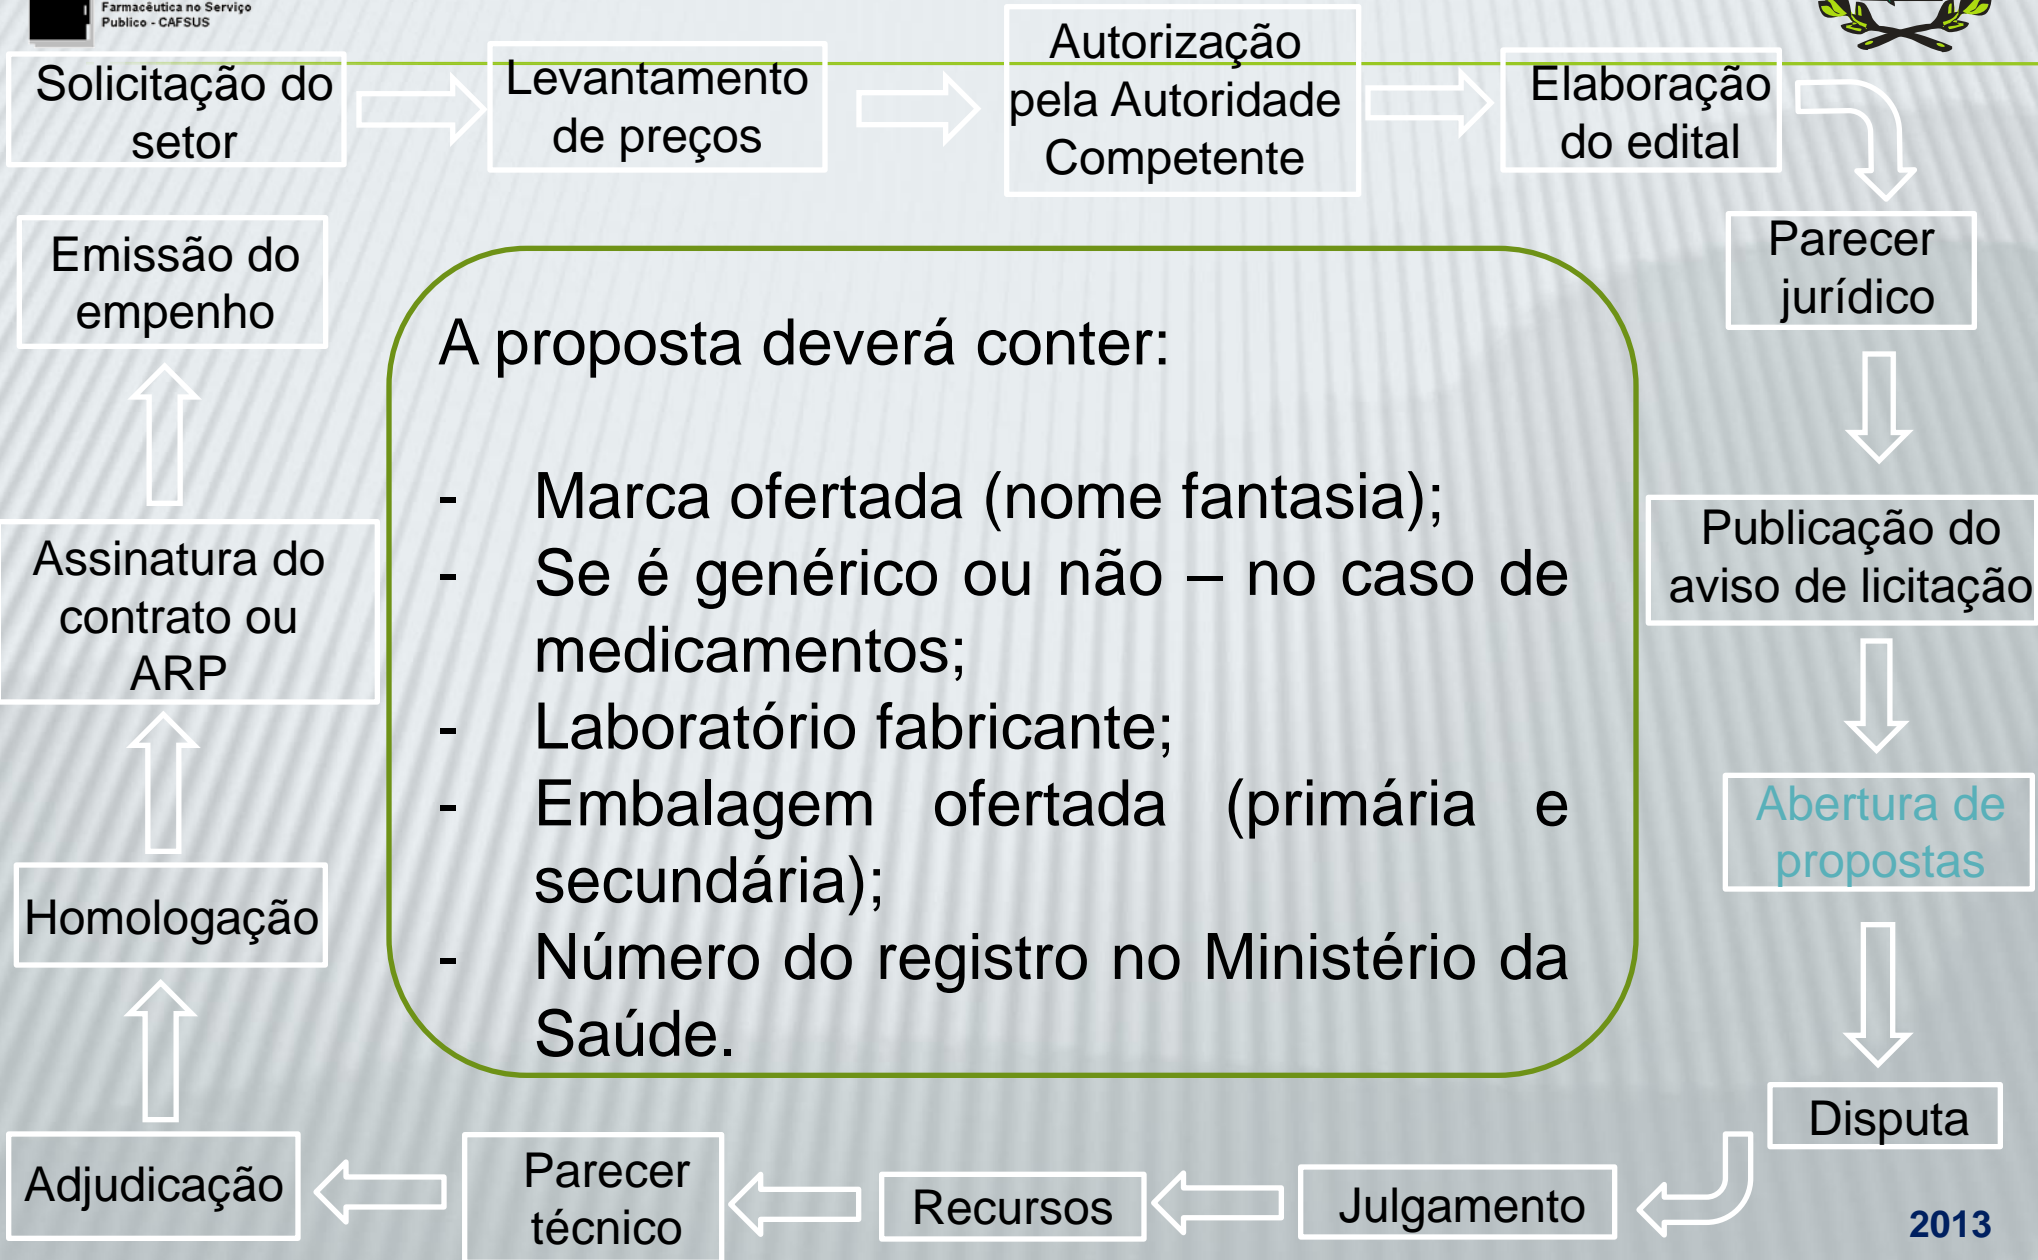 Farmacêutica no Serviço
Publico - CAFSUS
Solicitação do
setor
Levantamento
de preços
Autorização
pela Autoridade
Competente
Elaboração
do edital
Parecer
jurídico
Publicação do
aviso de licitação
Abertura de
propostas
Disputa
Julgamento
Recursos
Parecer
técnico
Adjudicação
Homologação
Assinatura do
contrato ou
ARP
Emissão do
empenho
A proposta deverá conter:
- Marca ofertada (nome fantasia);
- Se é genérico ou não – no caso de
medicamentos;
- Laboratório fabricante;
- Embalagem ofertada (primária e
secundária);
- Número do registro no Ministério da
Saúde.
2013